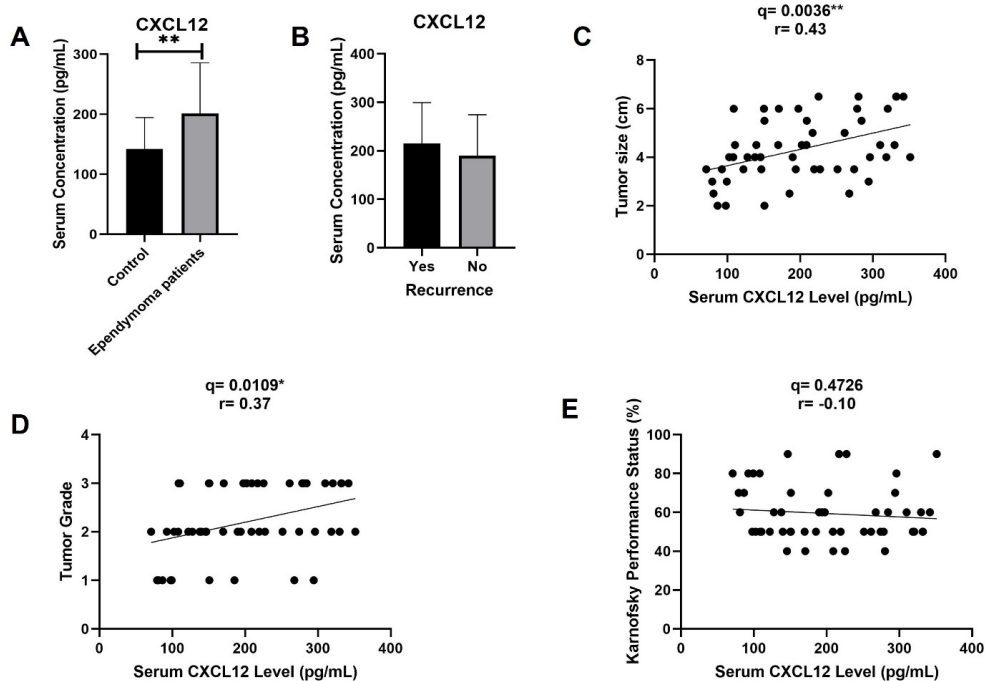 A
CXCL12
**
Serum Concentration (pg/mL)
300
200
100
0
Control
Ependymoma patients
B
CXCL12
Serum Concentration (pg/mL)
400
300
200
100
0
Yes
No
Recurrence
C
q= 0.0036**
r= 0.43
Tumor size (cm)
8
6
4
2
0
0
100
200
300
400
Serum CXCL12 Level (pg/mL)
D
q= 0.0109*
r= 0.37
Tumor Grade
4
3
2
1
0
0
100
200
300
400
Serum CXCL12 Level (pg/mL)
E
q= 0.4726
r= -0.10
Karnofsky Performance Status (%)
100
80
60
40
20
0
0
100
200
300
400
Serum CXCL12 Level (pg/mL)